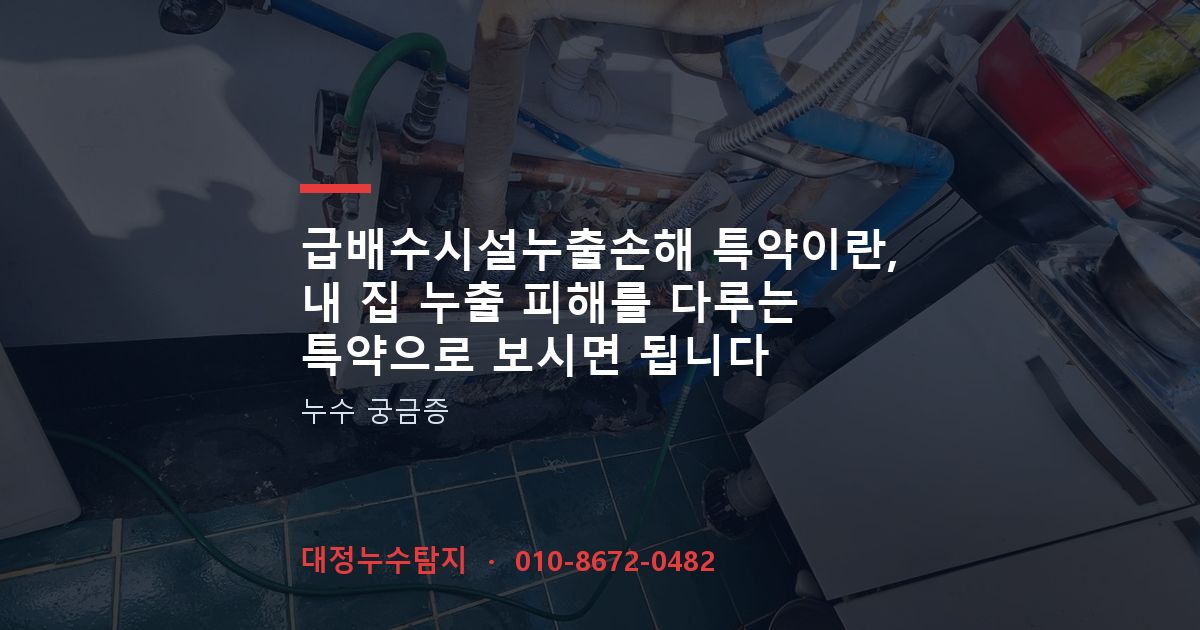 급배수시설누출손해 특약이란,
내 집 누출 피해를 다루는
특약으로 보시면 됩니다
누수 궁금증
대정누수탐지 · 010-8672-0482